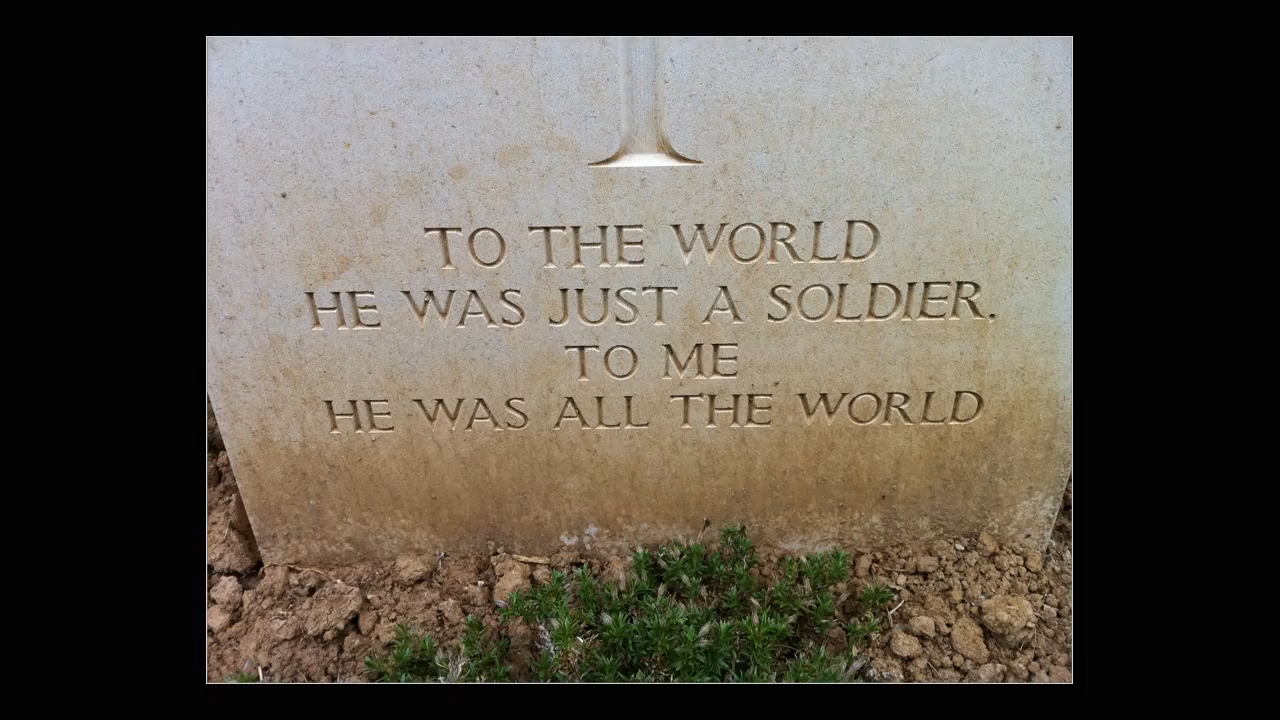 TO THE WORLD
HE WAS JUST A SOLDIER.
TO ME
HE WAS ALL THE WORLD